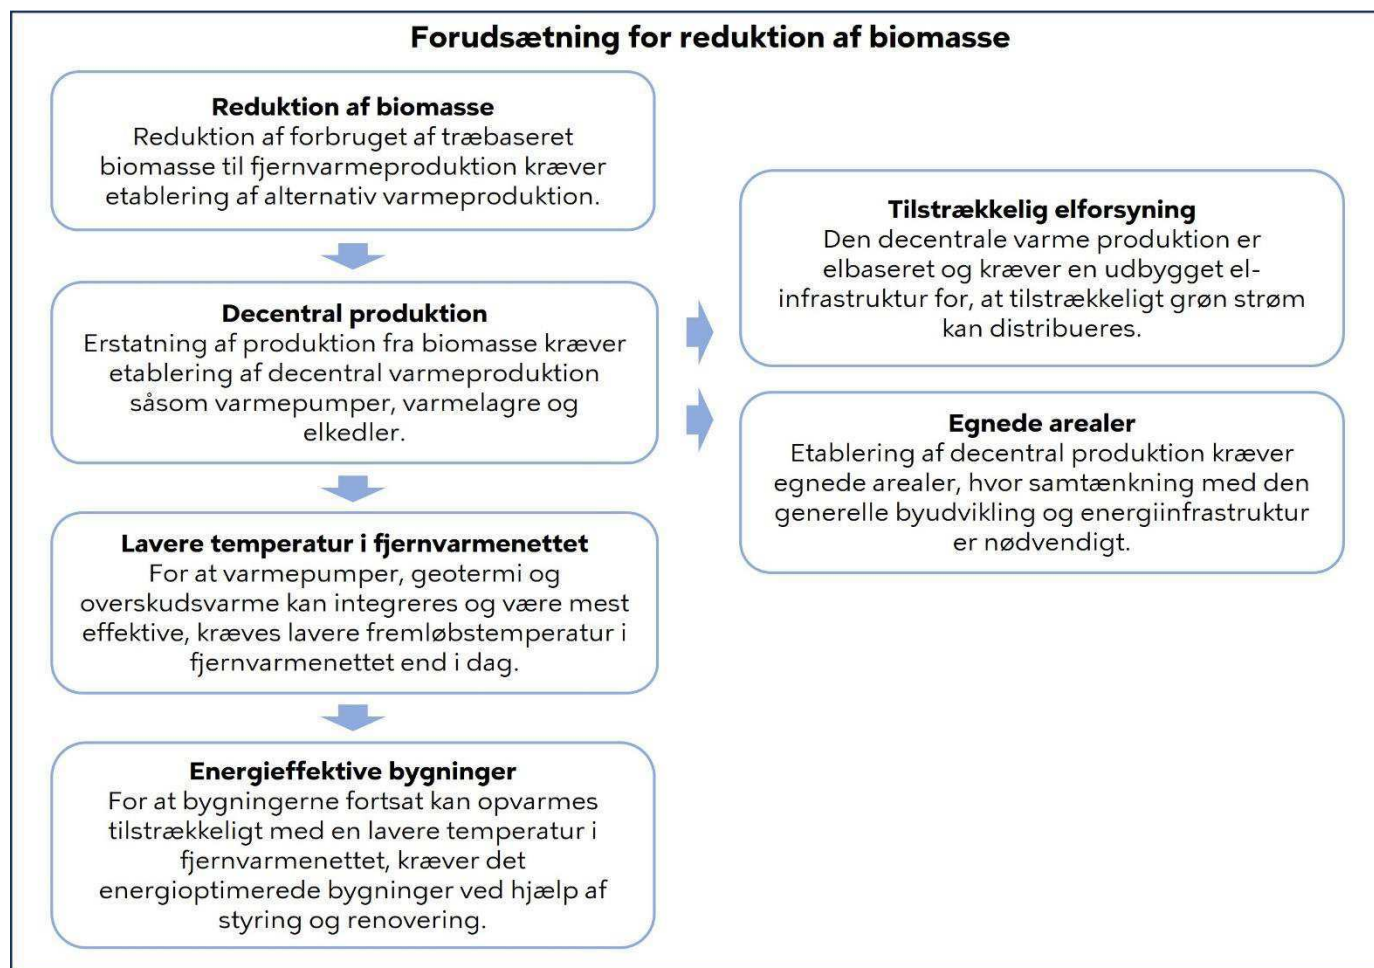 Forudsætning for reduktion af biomasse
Reduktion af biomasse
Reduktion af forbruget af træbaseret
biomasse til fjernvarmeproduktion kræver
etablering af alternativ varmeproduktion.
Decentral produktion
Erstatning af produktion fra biomasse kræver
etablering af decentral varmeproduktion
såsom varmepumper, varmelagre og
elkedler.
Lavere temperatur i fjernvarmenettet
For at varmepumper, geotermi og
overskudsvarme kan integreres og være mest
effektive, kræves lavere fremløbstemperatur i
fjernvarmenettet end i dag.
Energieffektive bygninger
For at bygningerne fortsat kan opvarmes
tilstrækkeligt med en lavere temperatur i
fjernvarmenettet, kræver det
energioptimerede bygninger ved hjælp af
styring og renovering.
Tilstrækkelig elforsyning
Den decentrale varme produktion er
elbaseret og kræver en udbygget el-
infrastruktur for, at tilstrækkeligt grøn strøm
kan distribueres.
Egnede arealer
Etablering af decentral produktion kræver
egnede arealer, hvor samtænkning med den
generelle byudvikling og energiinfrastruktur
er nødvendigt.